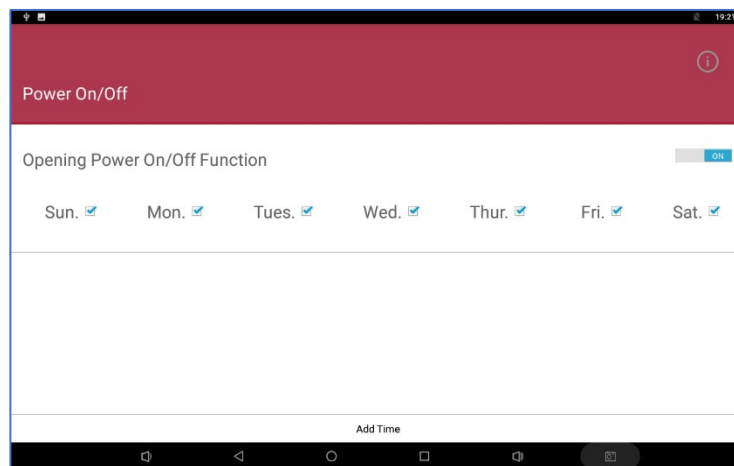 19:21
Power On/Off
Opening Power On/Off Function ON
Sun. Mon. Tues. Wed. Thur. Fri. Sat.
Add Time